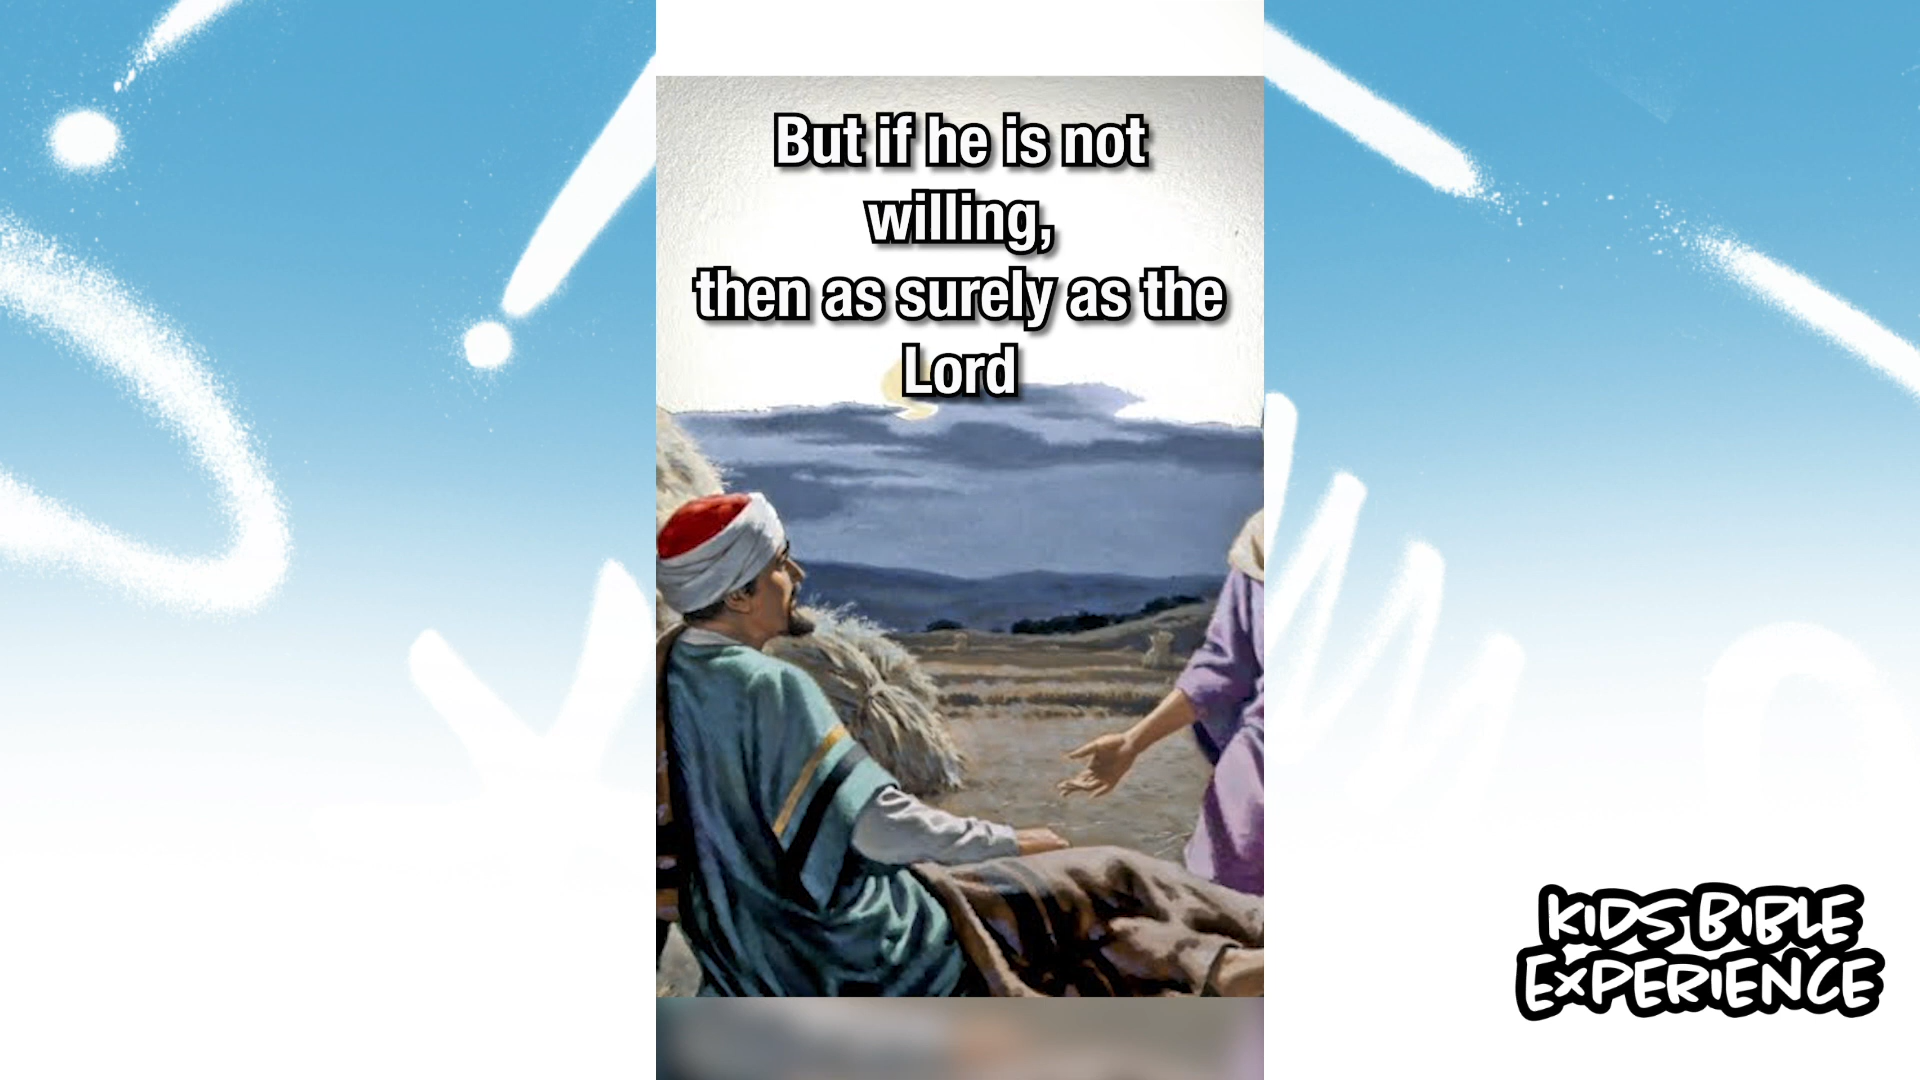 But if he is not
willing,
then as surely as the
Lord
KIDS BIBLE
EXPERIENCE